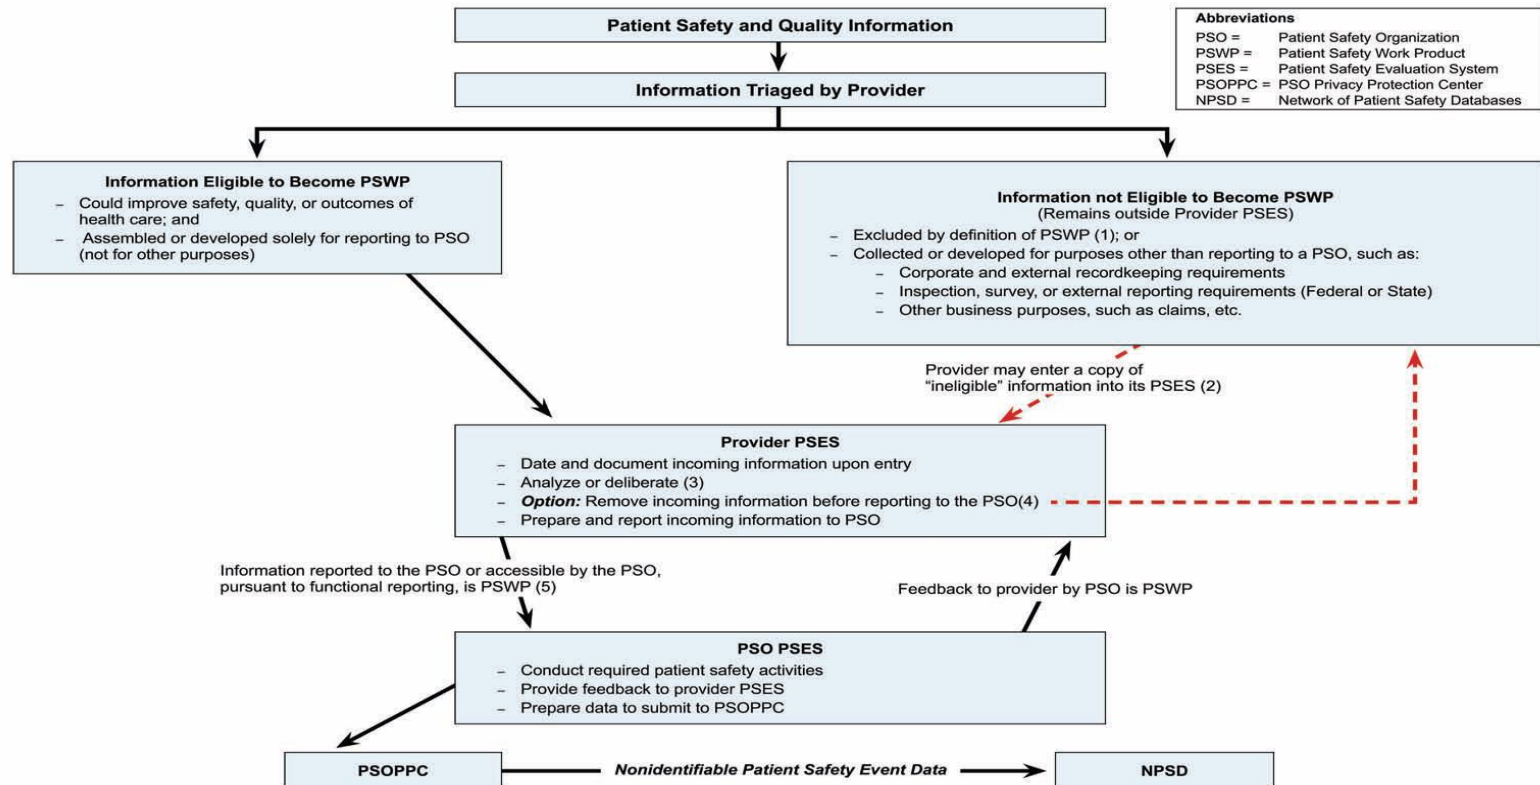 Patient Safety and Quality Information
Abbreviations
PSO = Patient Safety Organization
PSWP = Patient Safety Work Product
PSES = Patient Safety Evaluation System
PSOPPC = PSO Privacy Protection Center
NPSD = Network of Patient Safety Databases
Information Triaged by Provider
Information Eligible to Become PSWP
– Could improve safety, quality, or outcomes of
health care; and
– Assembled or developed solely for reporting to PSO
(not for other purposes)
Information not Eligible to Become PSWP
(Remains outside Provider PSES)
– Excluded by definition of PSWP (1); or
– Collected or developed for purposes other than reporting to a PSO, such as:
– Corporate and external recordkeeping requirements
– Inspection, survey, or external reporting requirements (Federal or State)
– Other business purposes, such as claims, etc.
Provider may enter a copy of
“ineligible” information into its PSES (2)
Provider PSES
– Date and document incoming information upon entry
– Analyze or deliberate (3)
– Option: Remove incoming information before reporting to the PSO(4)
– Prepare and report incoming information to PSO
Information reported to the PSO or accessible by the PSO,
pursuant to functional reporting, is PSWP (5)
Feedback to provider by PSO is PSWP
PSO PSES
– Conduct required patient safety activities
– Provide feedback to provider PSES
– Prepare data to submit to PSOPPC
PSOPPC
Nonidentifiable Patient Safety Event Data
NPSD